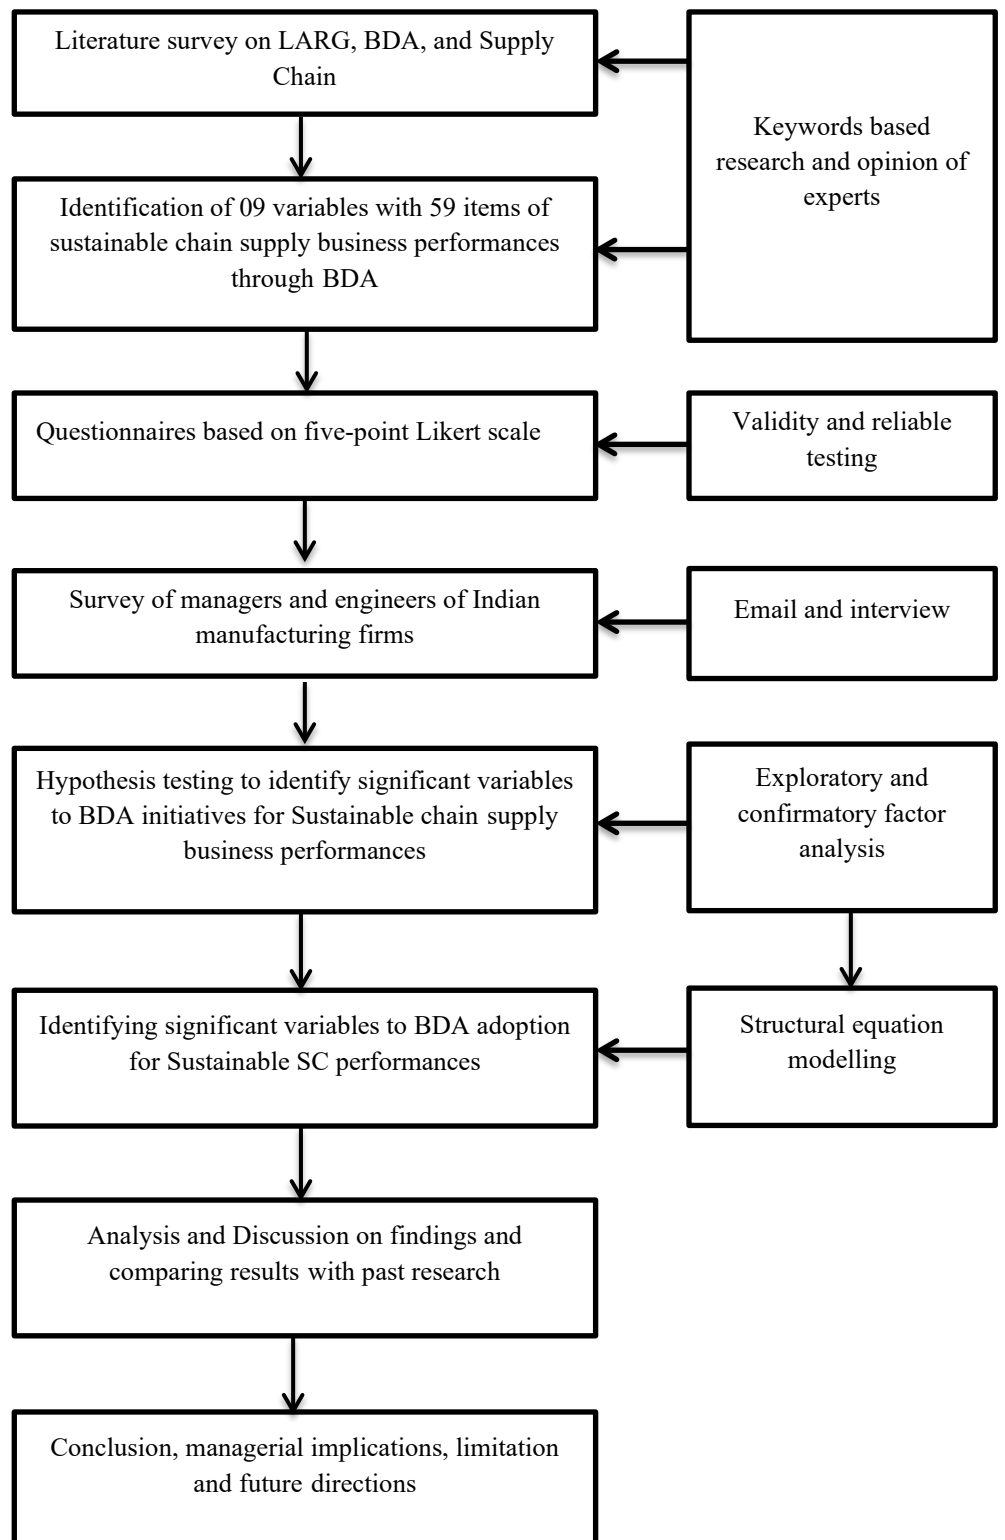 Literature survey on LARG, BDA, and Supply
Chain
Keywords based
research and opinion of
experts
Identification of 09 variables with 59 items of
sustainable chain supply business performances
through BDA
Questionnaires based on five-point Likert scale
Validity and reliable
testing
Survey of managers and engineers of Indian
manufacturing firms
Email and interview
Hypothesis testing to identify significant variables
to BDA initiatives for Sustainable chain supply
business performances
Exploratory and
confirmatory factor
analysis
Identifying significant variables to BDA adoption
for Sustainable SC performances
Structural equation
modelling
Analysis and Discussion on findings and
comparing results with past research
Conclusion, managerial implications, limitation
and future directions